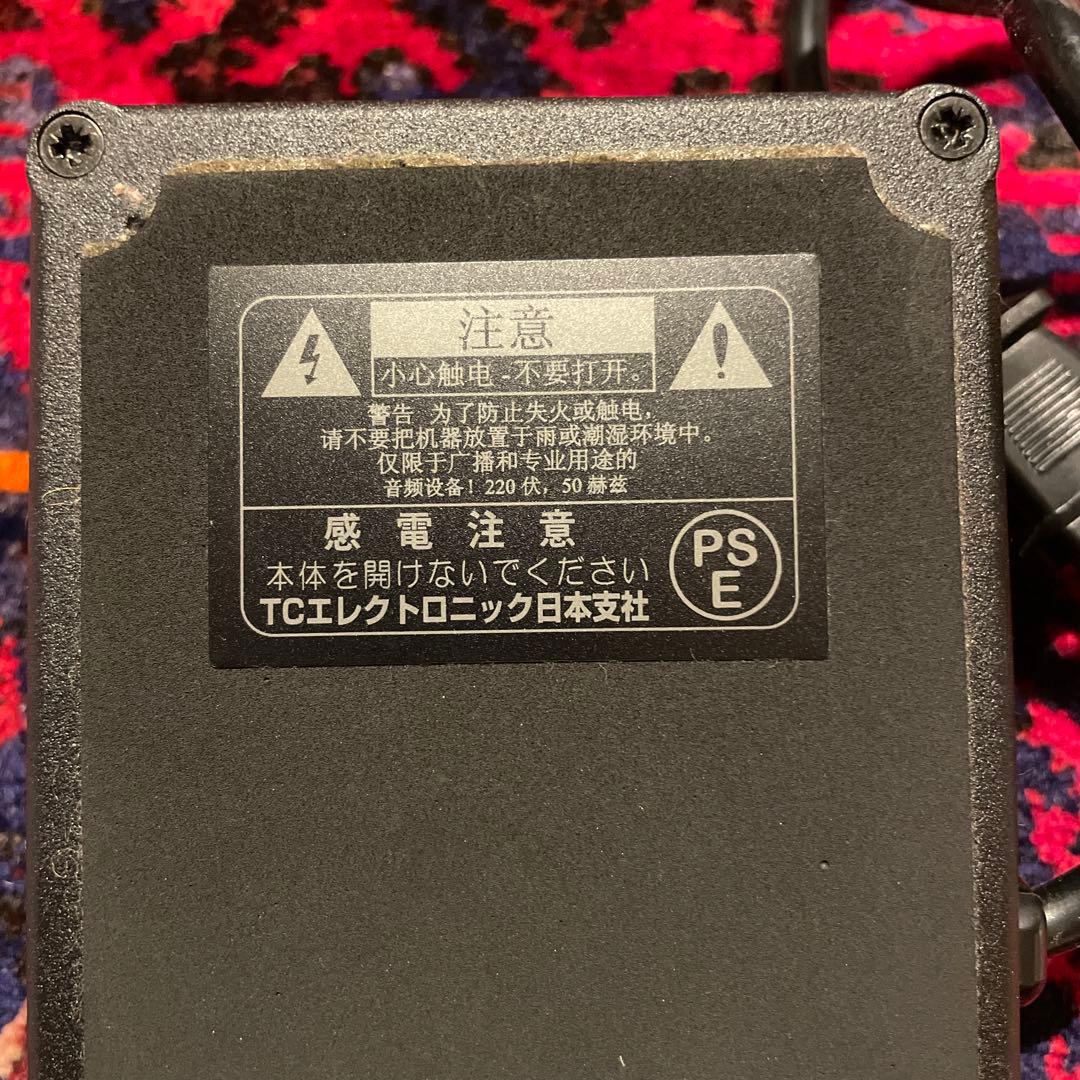 注意
小心触电 - 不要打开。
警告 为了防止失火或触电,
请不要把机器放置于雨或潮湿环境中。
仅限于广播和专业用途的
音频设备! 220 伏, 50 赫兹
感電注意
本体を開けないでください
TCエレクトロニック日本支社
PS
E